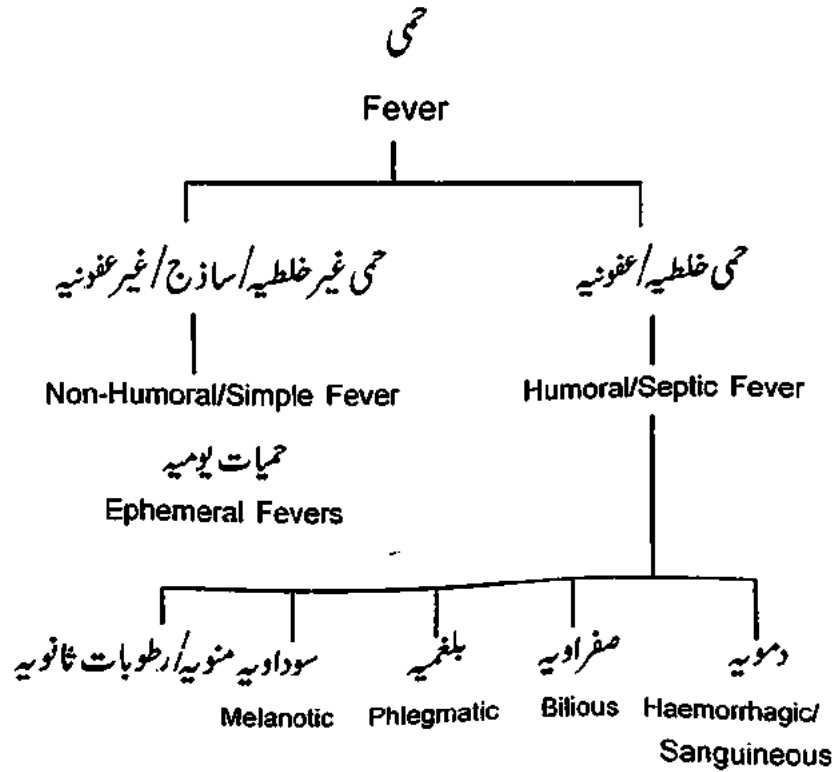 حمی
Fever
حمی غیر خلطیہ/ساذج/غیر عفونیہ
حمی خلطیہ/عفونیہ
Non-Humoral/Simple Fever
Humoral/Septic Fever
حمیات یومیہ
Ephemeral Fevers
دمویہ
صفراویہ
بلغمیہ
سوداویہ
منویہ/رطوبات ثانویہ
Melanotic
Phlegmatic
Bilious
Haemorrhagic/
Sanguineous